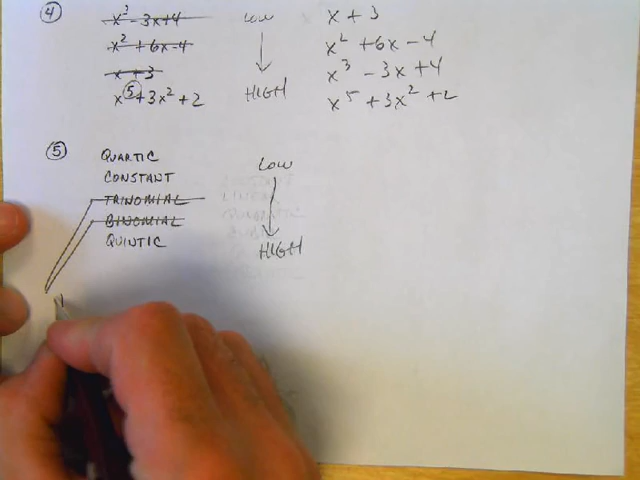 ④ x³ - 3x + 4 LOW x + 3
x² + 6x - 4 x² + 6x - 4
x + 3 x³ - 3x + 4
x⁵ + 3x² + 2 HIGH x⁵ + 3x² + 2
⑤ QUARTIC LOW
CONSTANT
TRINOMIAL
BINOMIAL
QUINTIC HIGH